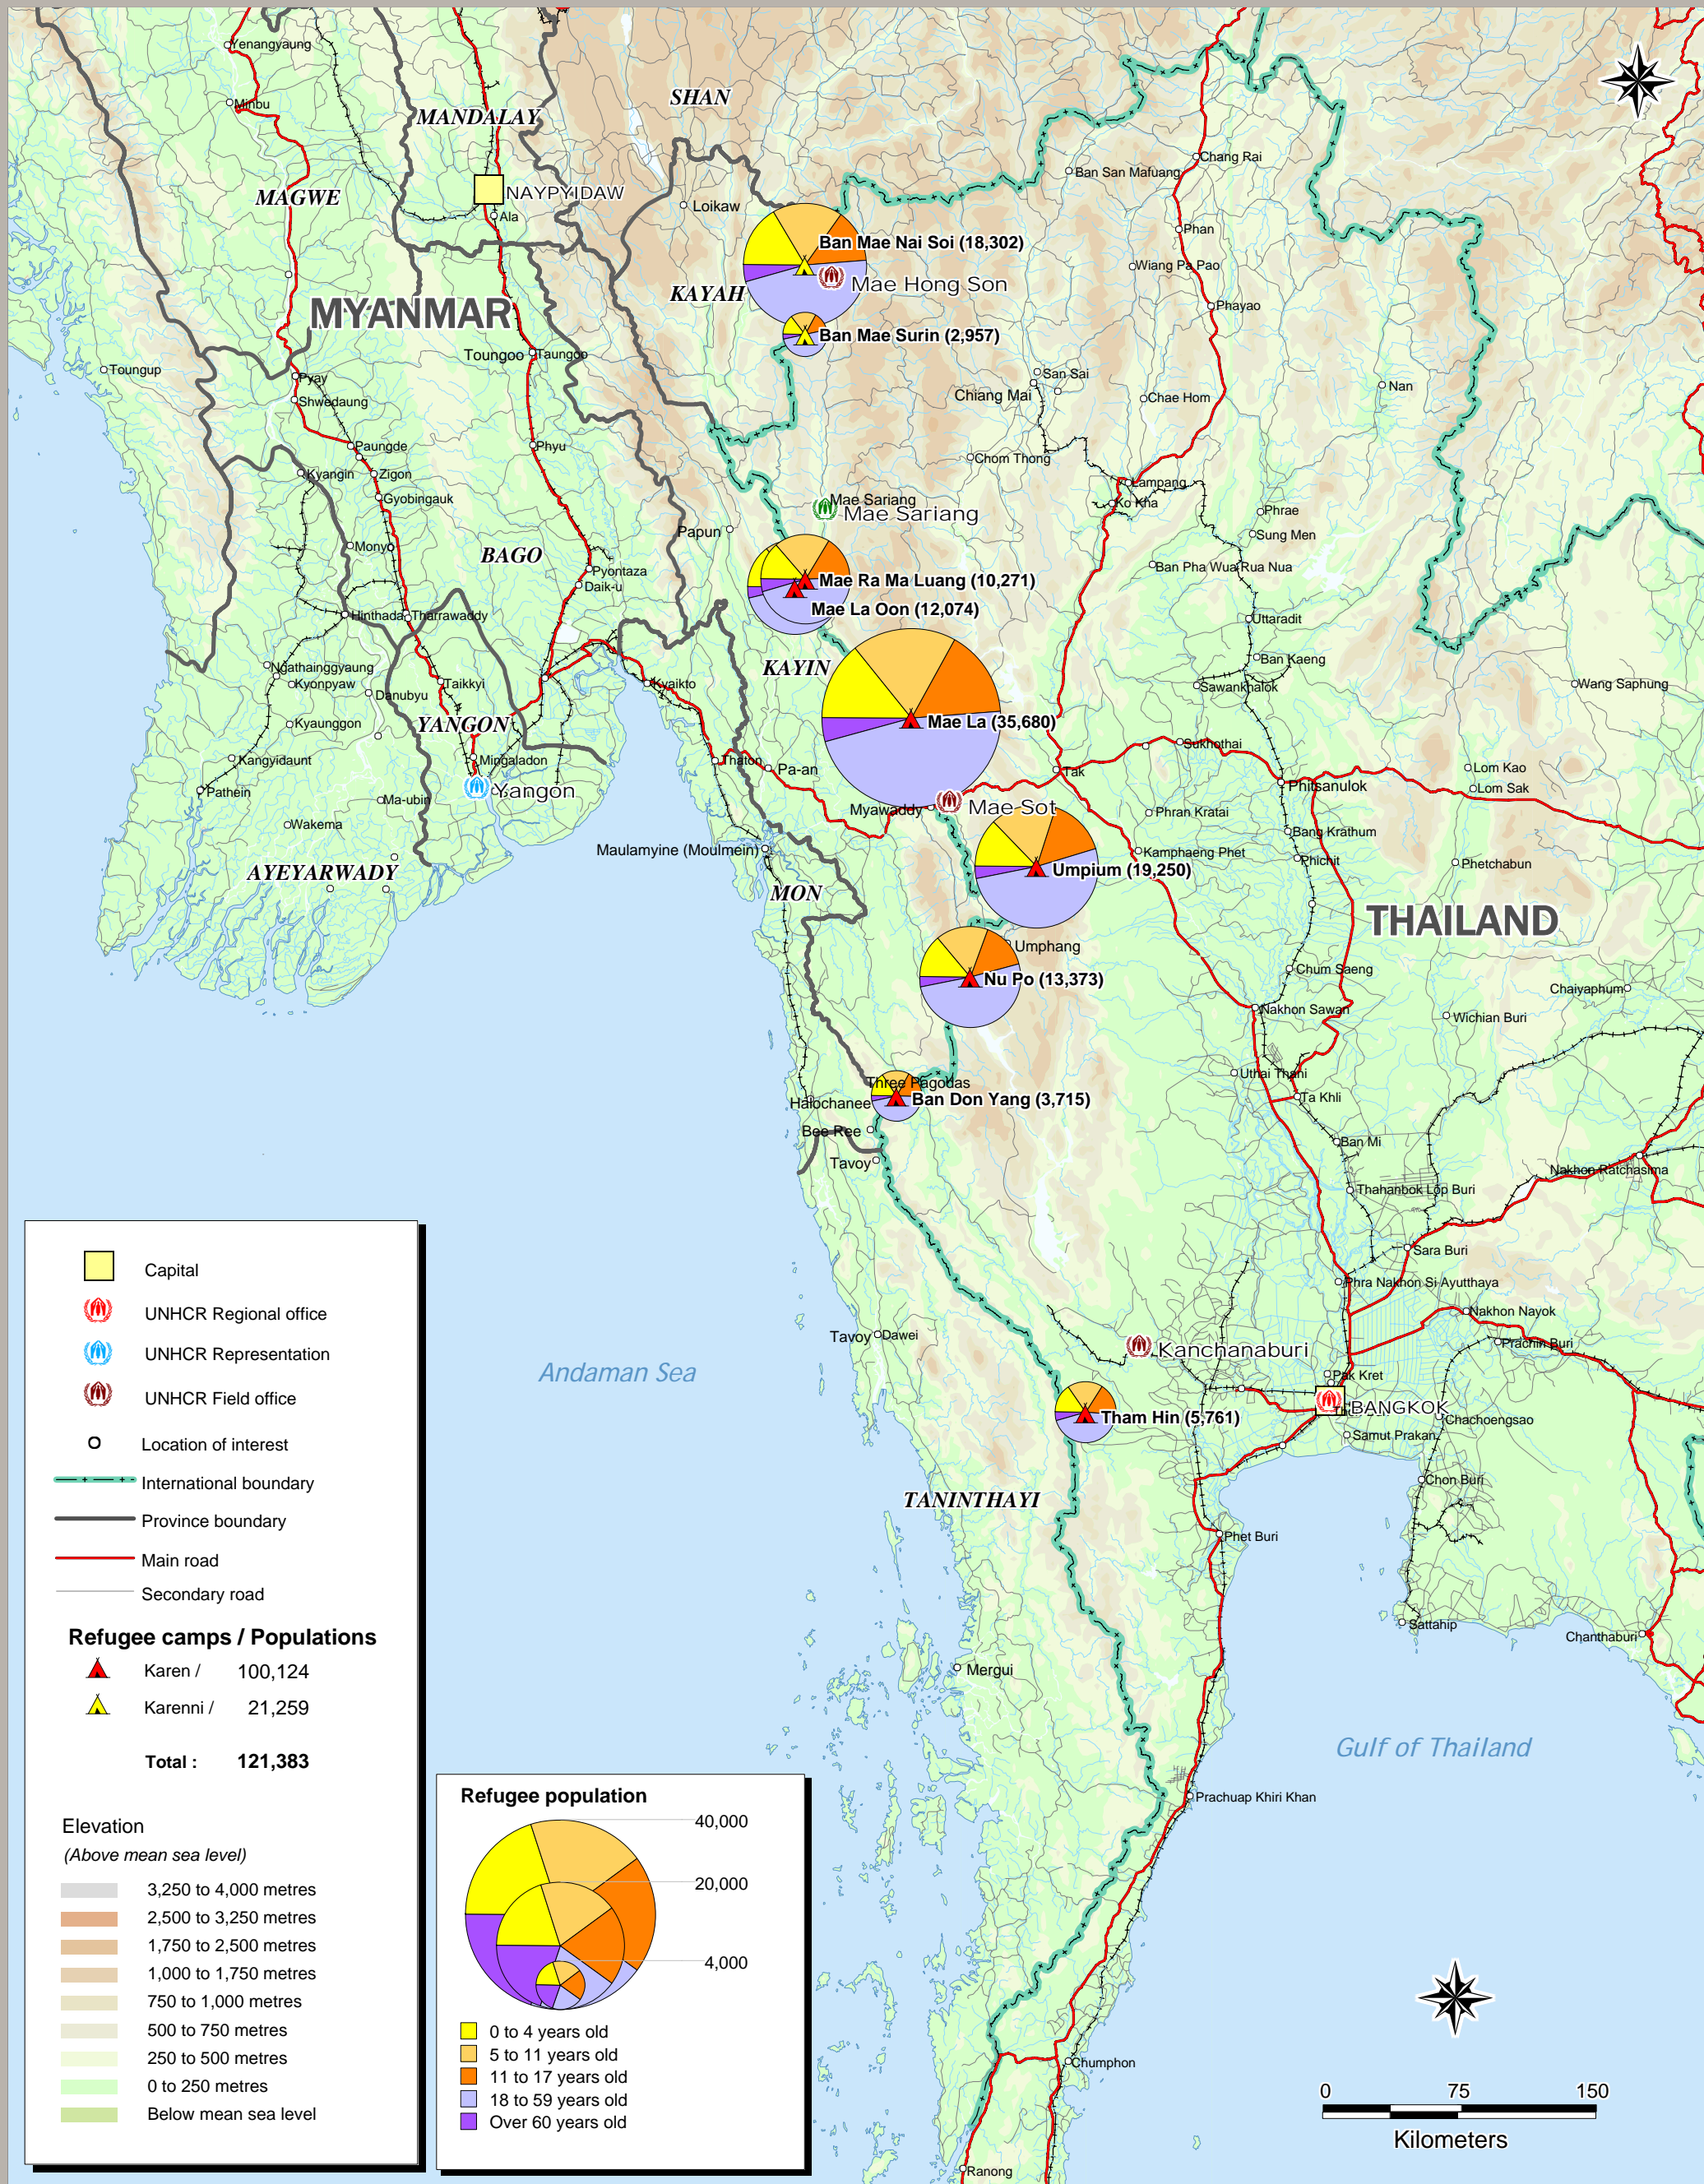 Yenangyaung
Minbu
MANDALAY
SHAN
MAGWE
NAYPYIDAW
Ala
Loikaw
Ban San Mafuang
Chang Rai
Phan
Wiang Pa Pao
Phayao
Ban Mae Nai Soi (18,302)
Mae Hong Son
KAYAH
MYANMAR
Ban Mae Surin (2,957)
Toungoo
Taungoo
Toungup
Pyay
Shwedaung
San Sai
Chiang Mai
Chae Hom
Nan
Paungde
Phyu
Kyangin
Zigon
Gyobingauk
Chom Thong
Lampang
Ko Kha
Mae Sariang
Mae Sariang
Phrae
Sung Men
Papun
Monyo
BAGO
Pyontaza
Daik-u
Ban Pha Wua Rua Nua
Mae Ra Ma Luang (10,271)
Mae La Oon (12,074)
Hinthada
Tharrawaddy
Uttaradit
Ban Kaeng
KAYIN
Ngathainggyaung
Kyonpyaw
Danubyu
Taikkyi
Kyaikto
Sawankhalok
Wang Saphung
Kyaunggon
YANGON
Mae La (35,680)
Sukhothai
Kangyidaunt
Mingaladon
Thaton
Pa-an
Tak
Lom Kao
Lom Sak
Pathein
Yangon
Ma-ubin
Phitsanulok
Myawaddy
Mae Sot
Phran Kratai
Wakema
Bang Krathum
Maulamyine (Moulmein)
Kamphaeng Phet
Phichit
Phetchabun
AYEYARWADY
Umpium (19,250)
MON
THAILAND
Umphang
Chum Saeng
Nu Po (13,373)
Chaiyaphum
Nakhon Sawan
Wichian Buri
Uthai Thani
Three Pagodas
Ban Don Yang (3,715)
Halochanee
Ta Khli
Bee Ree
Ban Mi
Tavoy
Nakhon Ratchasima
Thahanbok Lop Buri
Sara Buri
Phra Nakhon Si Ayutthaya
Nakhon Nayok
Prachin Buri
Tavoy
Dawei
Kanchanaburi
Andaman Sea
Pak Kret
BANGKOK
Tham Hin (5,761)
Chachoengsao
Samut Prakan
Chon Buri
TANINTHAYI
Phet Buri
Sattahip
Chanthaburi
Mergui
Gulf of Thailand
Prachuap Khiri Khan
Chumphon
Ranong
Capital
UNHCR Regional office
UNHCR Representation
UNHCR Field office
Location of interest
International boundary
Province boundary
Main road
Secondary road
Refugee camps / Populations
Karen / 100,124
Karenni / 21,259
Total : 121,383
Elevation
(Above mean sea level)
3,250 to 4,000 metres
2,500 to 3,250 metres
1,750 to 2,500 metres
1,000 to 1,750 metres
750 to 1,000 metres
500 to 750 metres
250 to 500 metres
0 to 250 metres
Below mean sea level
Refugee population
40,000
20,000
4,000
0 to 4 years old
5 to 11 years old
11 to 17 years old
18 to 59 years old
Over 60 years old
0 75 150
Kilometers